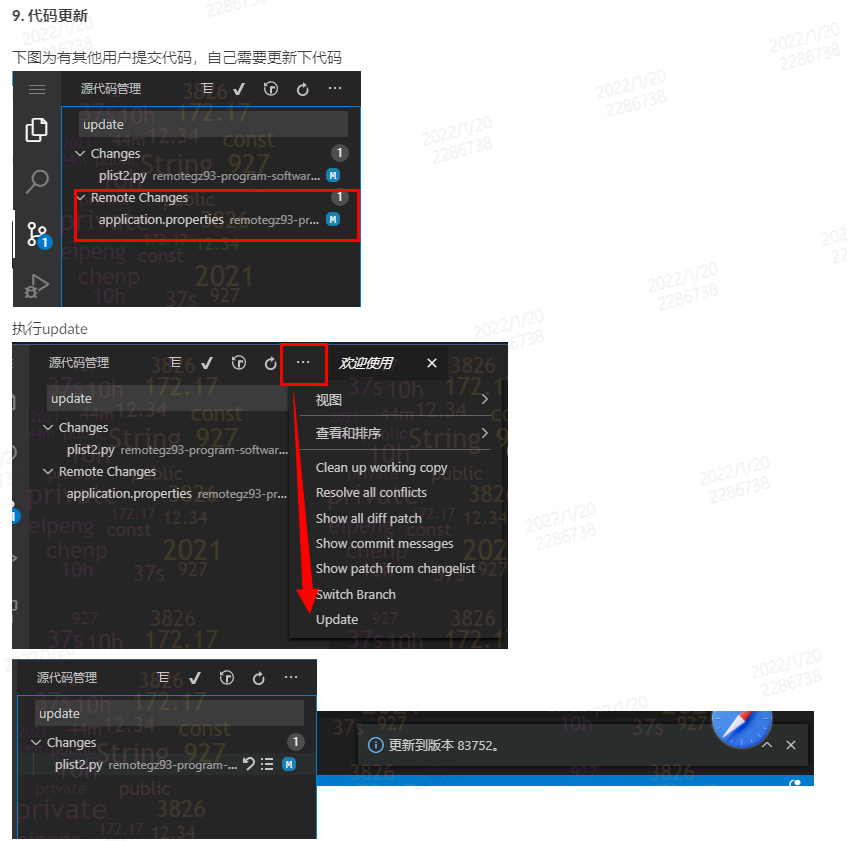 9. 代码更新
下图为有其他用户提交代码，自己需要更新下代码
源代码管理
update
Changes 1
plist2.py remotegz93-program-softwar... M
Remote Changes 1
application.properties remotegz93-pr... M
1
执行update
源代码管理 欢迎使用
update
视图
Changes
查看和排序
plist2.py remotegz93-program-softwar...
Remote Changes
Clean up working copy
application.properties remotegz93-pr...
Resolve all conflicts
Show all diff patch
Show commit messages
Show patch from changelist
Switch Branch
Update
源代码管理
update
Changes 1
更新到版本 83752。
plist2.py remotegz93-program-... M
2022/1/20
2286738